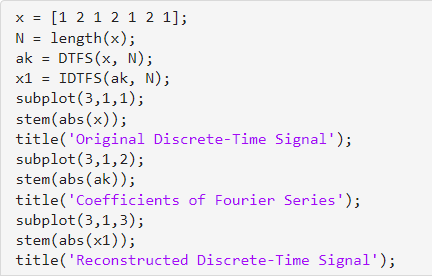 x = [1 2 1 2 1 2 1];
N = length(x);
ak = DTFS(x, N);
x1 = IDTFS(ak, N);
subplot(3,1,1);
stem(abs(x));
title('Original Discrete-Time Signal');
subplot(3,1,2);
stem(abs(ak));
title('Coefficients of Fourier Series');
subplot(3,1,3);
stem(abs(x1));
title('Reconstructed Discrete-Time Signal');